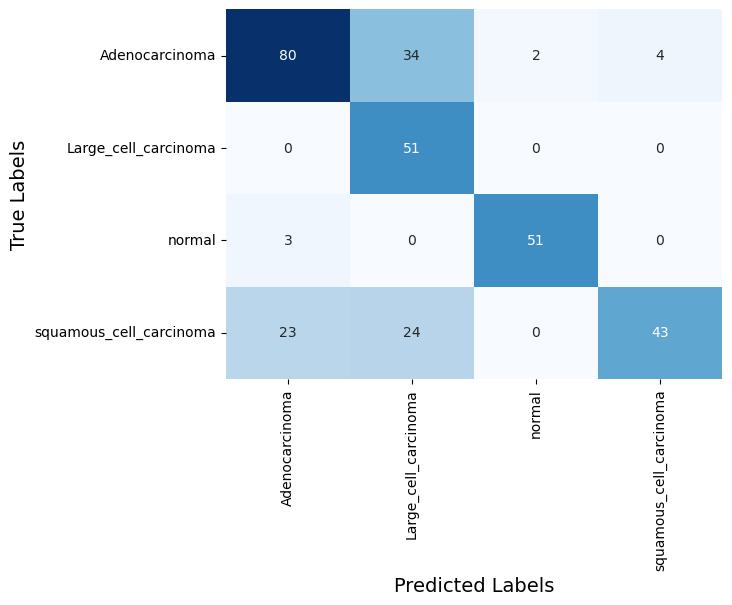 True Labels
Adenocarcinoma 80 34 2 4
Large_cell_carcinoma 0 51 0 0
normal 3 0 51 0
squamous_cell_carcinoma 23 24 0 43
Adenocarcinoma
Large_cell_carcinoma
normal
squamous_cell_carcinoma
Predicted Labels